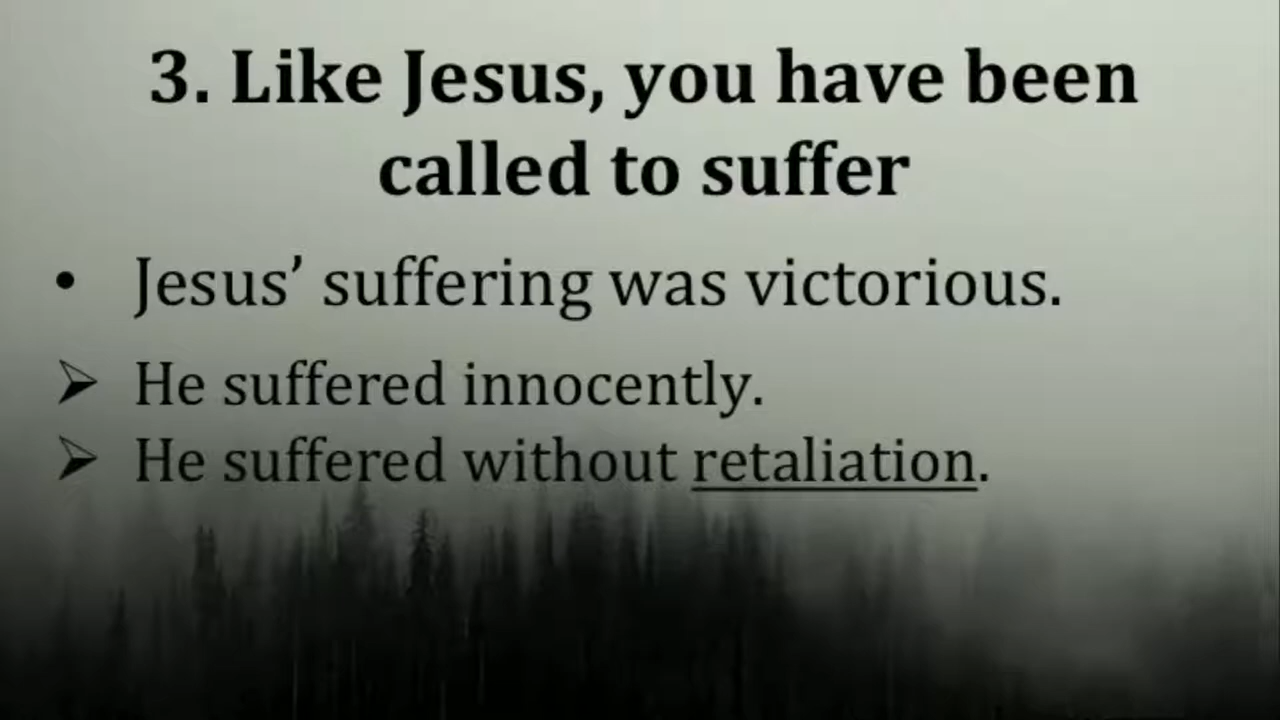 3. Like Jesus, you have been
called to suffer
• Jesus’ suffering was victorious.
➢ He suffered innocently.
➢ He suffered without retaliation.